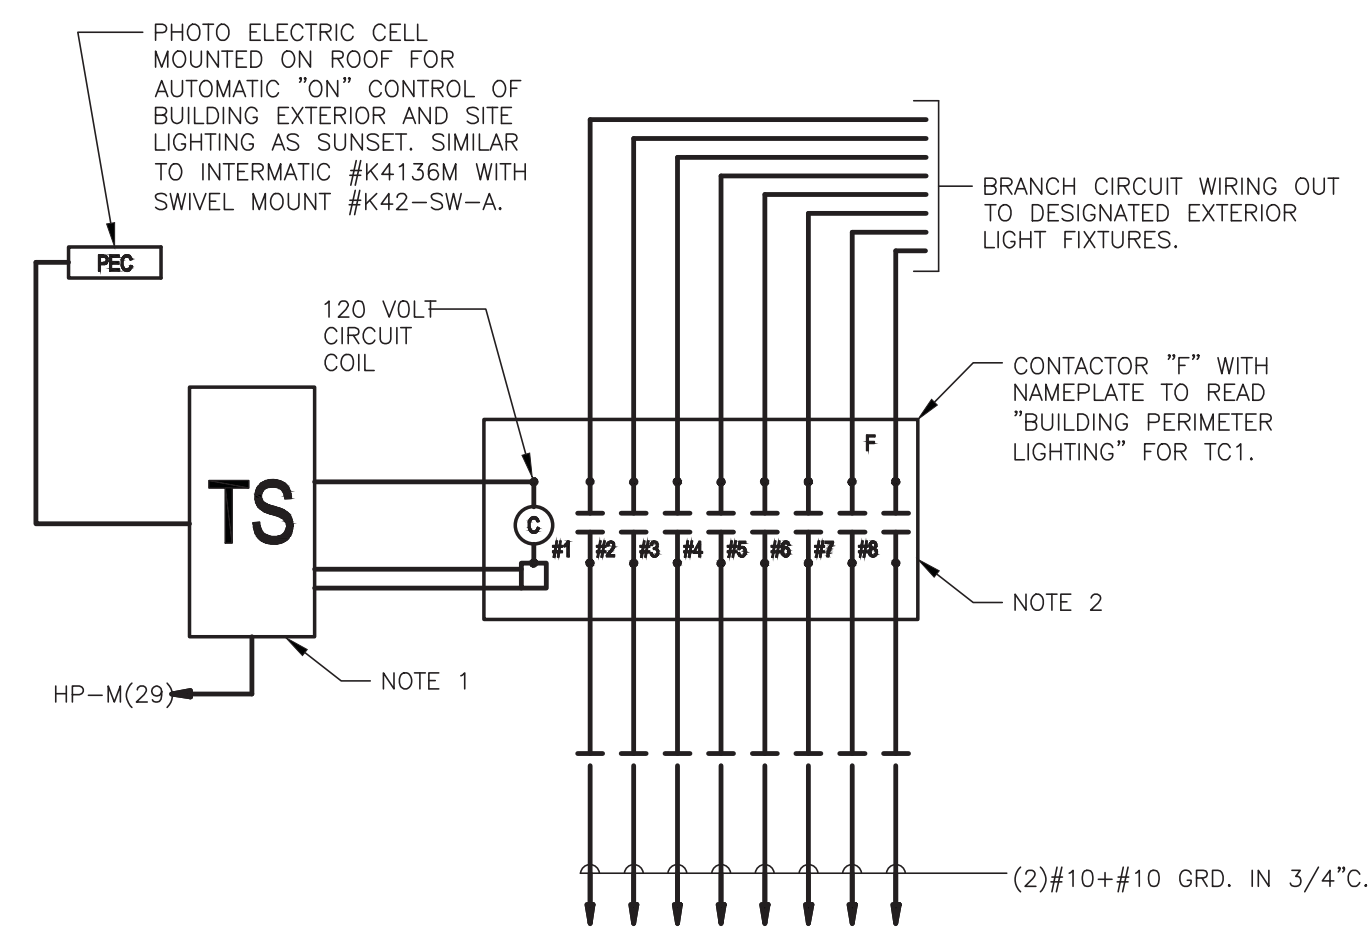 PHOTO ELECTRIC CELL
MOUNTED ON ROOF FOR
AUTOMATIC "ON" CONTROL OF
BUILDING EXTERIOR AND SITE
LIGHTING AS SUNSET. SIMILAR
TO INTERMATIC #K4136M WITH
SWIVEL MOUNT #K42-SW-A.
BRANCH CIRCUIT WIRING OUT
TO DESIGNATED EXTERIOR
LIGHT FIXTURES.
PEC
120 VOLT
CIRCUIT
COIL
CONTACTOR "F" WITH
NAMEPLATE TO READ
"BUILDING PERIMETER
LIGHTING" FOR TC1.
F
TS
C
#1 #2 #3 #4 #5 #6 #7 #8
NOTE 2
NOTE 1
HP-M(29)
(2)#10+#10 GRD. IN 3/4"C.